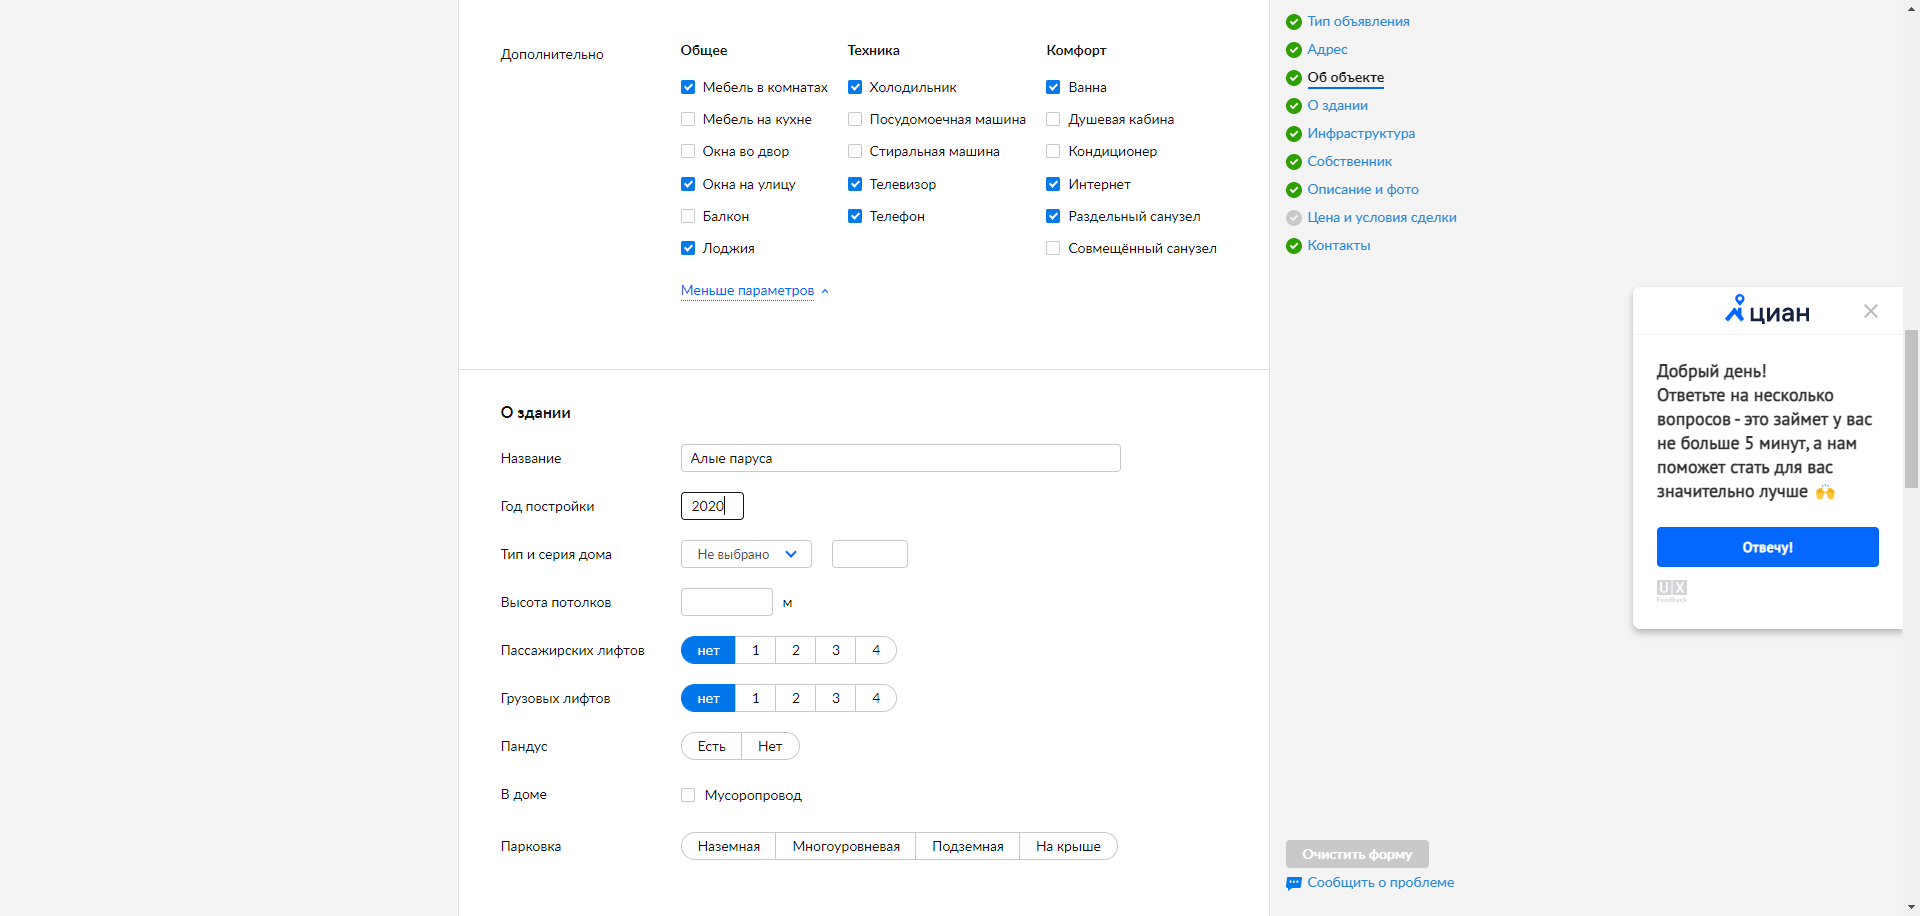 Дополнительно
Общее
Мебель в комнатах
Мебель на кухне
Окна во двор
Окна на улицу
Балкон
Лоджия
Техника
Холодильник
Посудомоечная машина
Стиральная машина
Телевизор
Телефон
Комфорт
Ванна
Душевая кабина
Кондиционер
Интернет
Раздельный санузел
Совмещённый санузел
Меньше параметров
О здании
Название Алые паруса
Год постройки 2020
Тип и серия дома Не выбрано
Высота потолков м
Пассажирских лифтов нет 1 2 3 4
Грузовых лифтов нет 1 2 3 4
Пандус Есть Нет
В доме Мусоропровод
Парковка Наземная Многоуровневая Подземная На крыше
Тип объявления
Адрес
Об объекте
О здании
Инфраструктура
Собственник
Описание и фото
Цена и условия сделки
Контакты
циан
Добрый день!
Ответьте на несколько
вопросов - это займет у вас
не больше 5 минут, а нам
поможет стать для вас
значительно лучше 🙌
Отвечу!
UX
Feedback
Очистить форму
Сообщить о проблеме